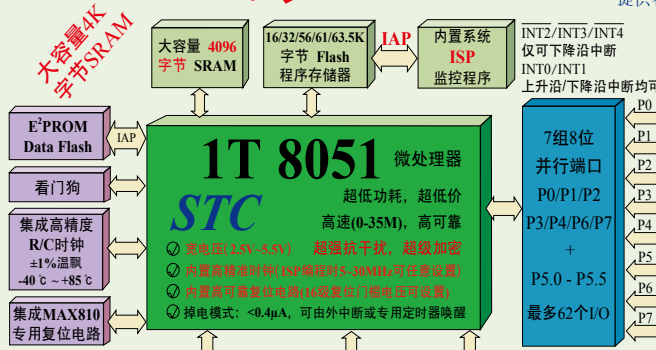 提供
大容量4K
字节SRAM
大容量 4096
字节 SRAM
16/32/56/61/63.5K
字节 Flash
程序存储器
IAP
内置系统
ISP
监控程序
INT2/INT3/INT4
仅可下降沿中断
INT0/INT1
上升沿/下降沿中断均可
E²PROM
Data Flash
IAP
看门狗
集成高精度
R/C时钟
±1%温飘
-40℃~+85℃
集成MAX810
专用复位电路
1T 8051 微处理器
STC
超低功耗，超低价
高速(0-35M)，高可靠
宽电压(2.5V~5.5V) 超强抗干扰，超级加密
内置高精准时钟(ISP编程时5~30MHz可任意设置)
内置高可靠复位电路(16级复位门槛电压可设置)
掉电模式：<0.4μA，可由外中断或专用定时器唤醒
7组8位
并行端口
P0/P1/P2
P3/P4/P6/P7
+
P5.0 - P5.5
最多62个I/O
P0
P1
P2
P3
P4
P5
P6
P7